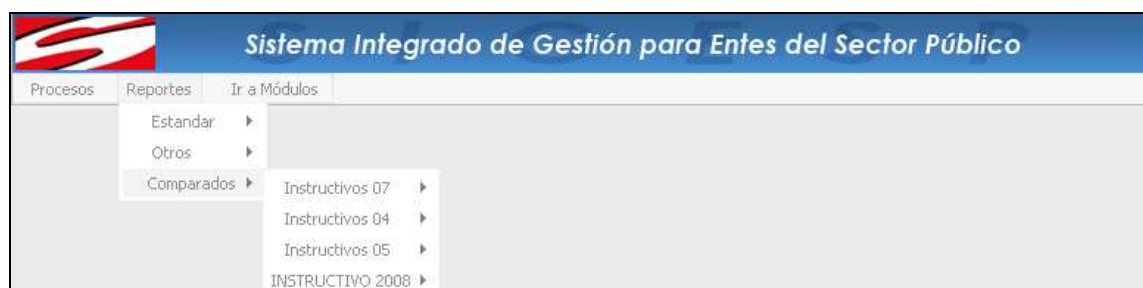 SIGESP
Sistema Integrado de Gestión para Entes del Sector Público
Procesos Reportes Ir a Módulos
Estandar
Otros
Comparados
Instructivos 07
Instructivos 04
Instructivos 05
INSTRUCTIVO 2008